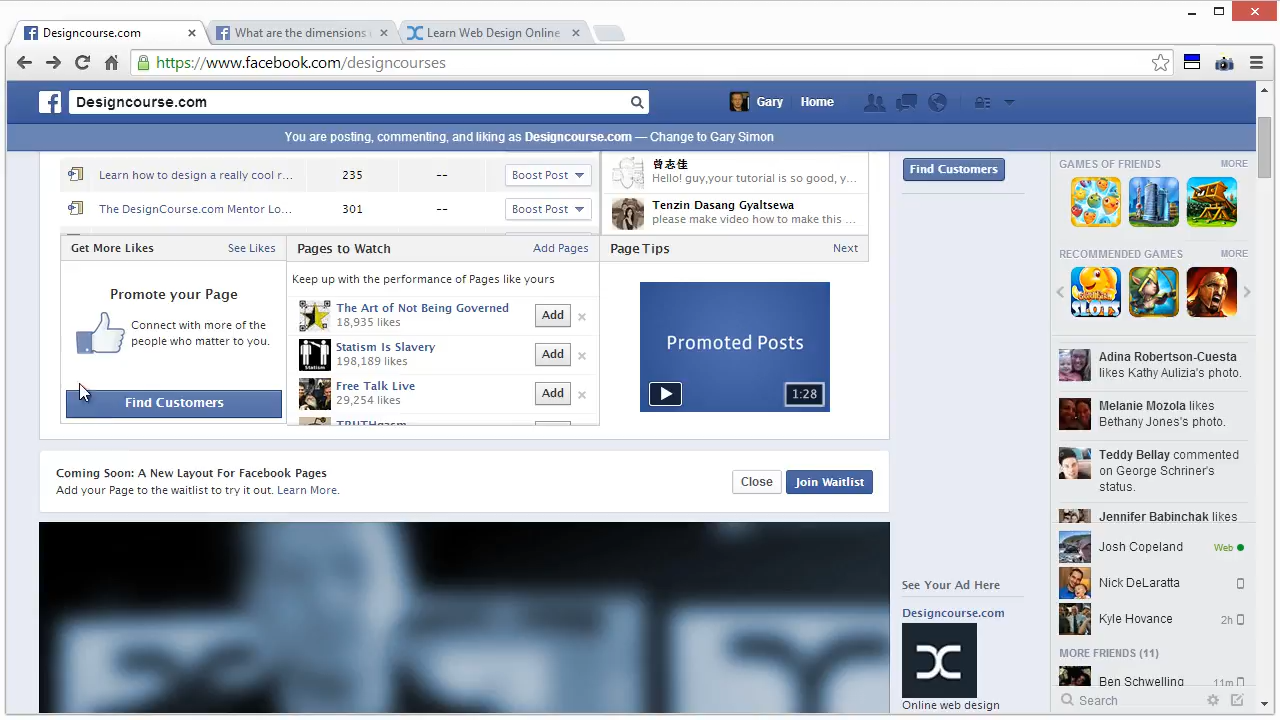 Designcourse.com
What are the dimensions
Learn Web Design Online
https://www.facebook.com/designcourses
Designcourse.com
Gary
Home
You are posting, commenting, and liking as Designcourse.com — Change to Gary Simon
Learn how to design a really cool r...
235
--
Boost Post
The DesignCourse.com Mentor Lo...
301
--
Boost Post
曾志佳
Hello! guy,your tutorial is so good, y...
Tenzin Dasang Gyaltsewa
please make video how to make this ...
Get More Likes
See Likes
Promote your Page
Connect with more of the
people who matter to you.
Find Customers
Pages to Watch
Add Pages
Keep up with the performance of Pages like yours
The Art of Not Being Governed
18,935 likes
Add
Statism Is Slavery
198,189 likes
Add
Free Talk Live
29,254 likes
Add
TRUTHgasm
Page Tips
Next
Promoted Posts
1:28
Coming Soon: A New Layout For Facebook Pages
Add your Page to the waitlist to try it out. Learn More.
Close
Join Waitlist
Find Customers
See Your Ad Here
Designcourse.com
Online web design
GAMES OF FRIENDS
MORE
RECOMMENDED GAMES
MORE
SLOTS
Adina Robertson-Cuesta
likes Kathy Aulizia's photo.
Melanie Mozola likes
Bethany Jones's photo.
Teddy Bellay commented
on George Schriner's
status.
Jennifer Babinchak likes
Josh Copeland
Web
Nick DeLaratta
Kyle Hovance
2h
MORE FRIENDS (11)
Ben Schwelling
11m
Search